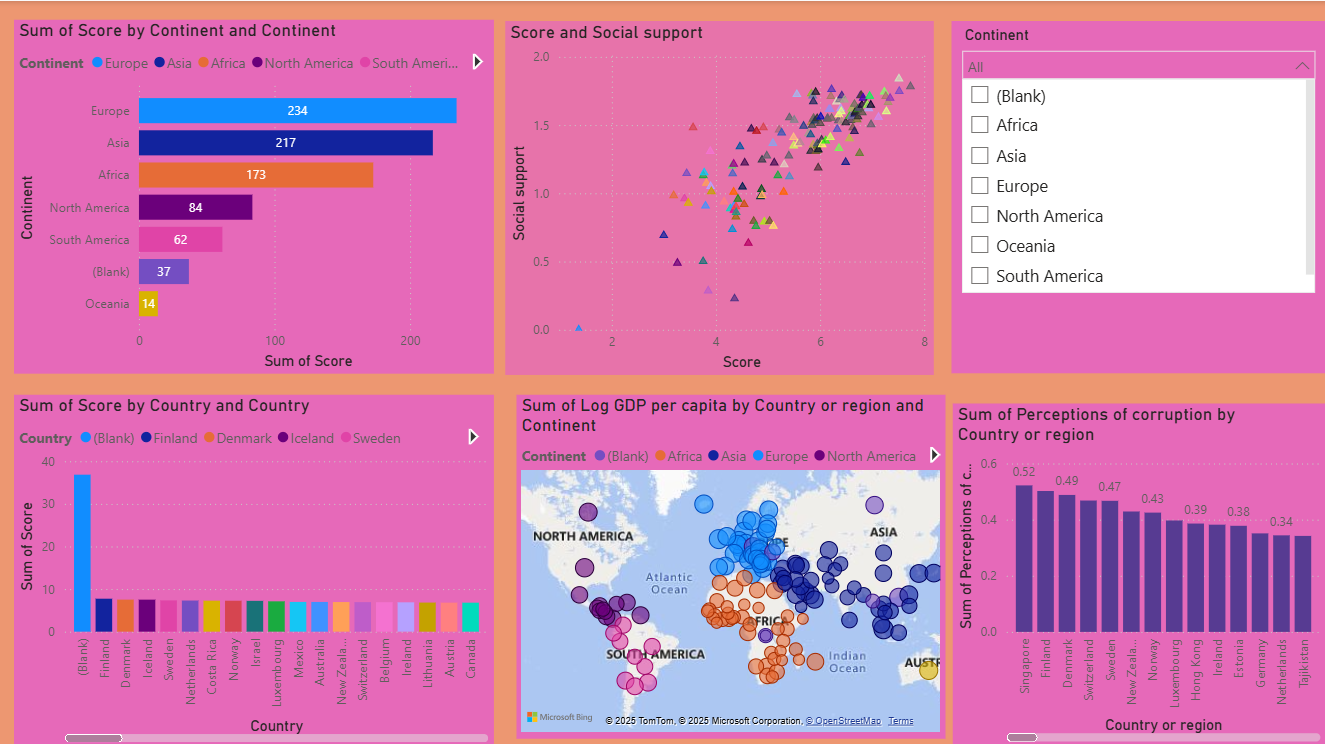 Sum of Score by Continent and Continent
Continent Europe Asia Africa North America South Ameri...
Continent
Europe 234
Asia 217
Africa 173
North America 84
South America 62
(Blank) 37
Oceania 14
0 100 200
Sum of Score
Score and Social support
Social support
2.0
1.5
1.0
0.5
0.0
2 4 6 8
Score
Continent
All
(Blank)
Africa
Asia
Europe
North America
Oceania
South America
Sum of Score by Country and Country
Country (Blank) Finland Denmark Iceland Sweden
Sum of Score
40
30
20
10
0
(Blank)
Finland
Denmark
Iceland
Sweden
Netherlands
Costa Rica
Norway
Israel
Luxembourg
Mexico
Australia
New Zeala...
Switzerland
Belgium
Ireland
Lithuania
Austria
Canada
Country
Sum of Log GDP per capita by Country or region and
Continent
Continent (Blank) Africa Asia Europe North America
NORTH AMERICA
ASIA
Atlantic
Ocean
AFRICA
SOUTH AMERICA
Indian
Ocean
AUSTR
Microsoft Bing
© 2025 TomTom, © 2025 Microsoft Corporation, © OpenStreetMap Terms
Sum of Perceptions of corruption by
Country or region
Sum of Perceptions of c...
0.6
0.4
0.2
0.0
0.52
0.49
0.47
0.43
0.39
0.38
0.34
Singapore
Finland
Denmark
Switzerland
Sweden
New Zeala...
Norway
Luxembourg
Hong Kong
Ireland
Estonia
Germany
Netherlands
Tajikistan
Country or region